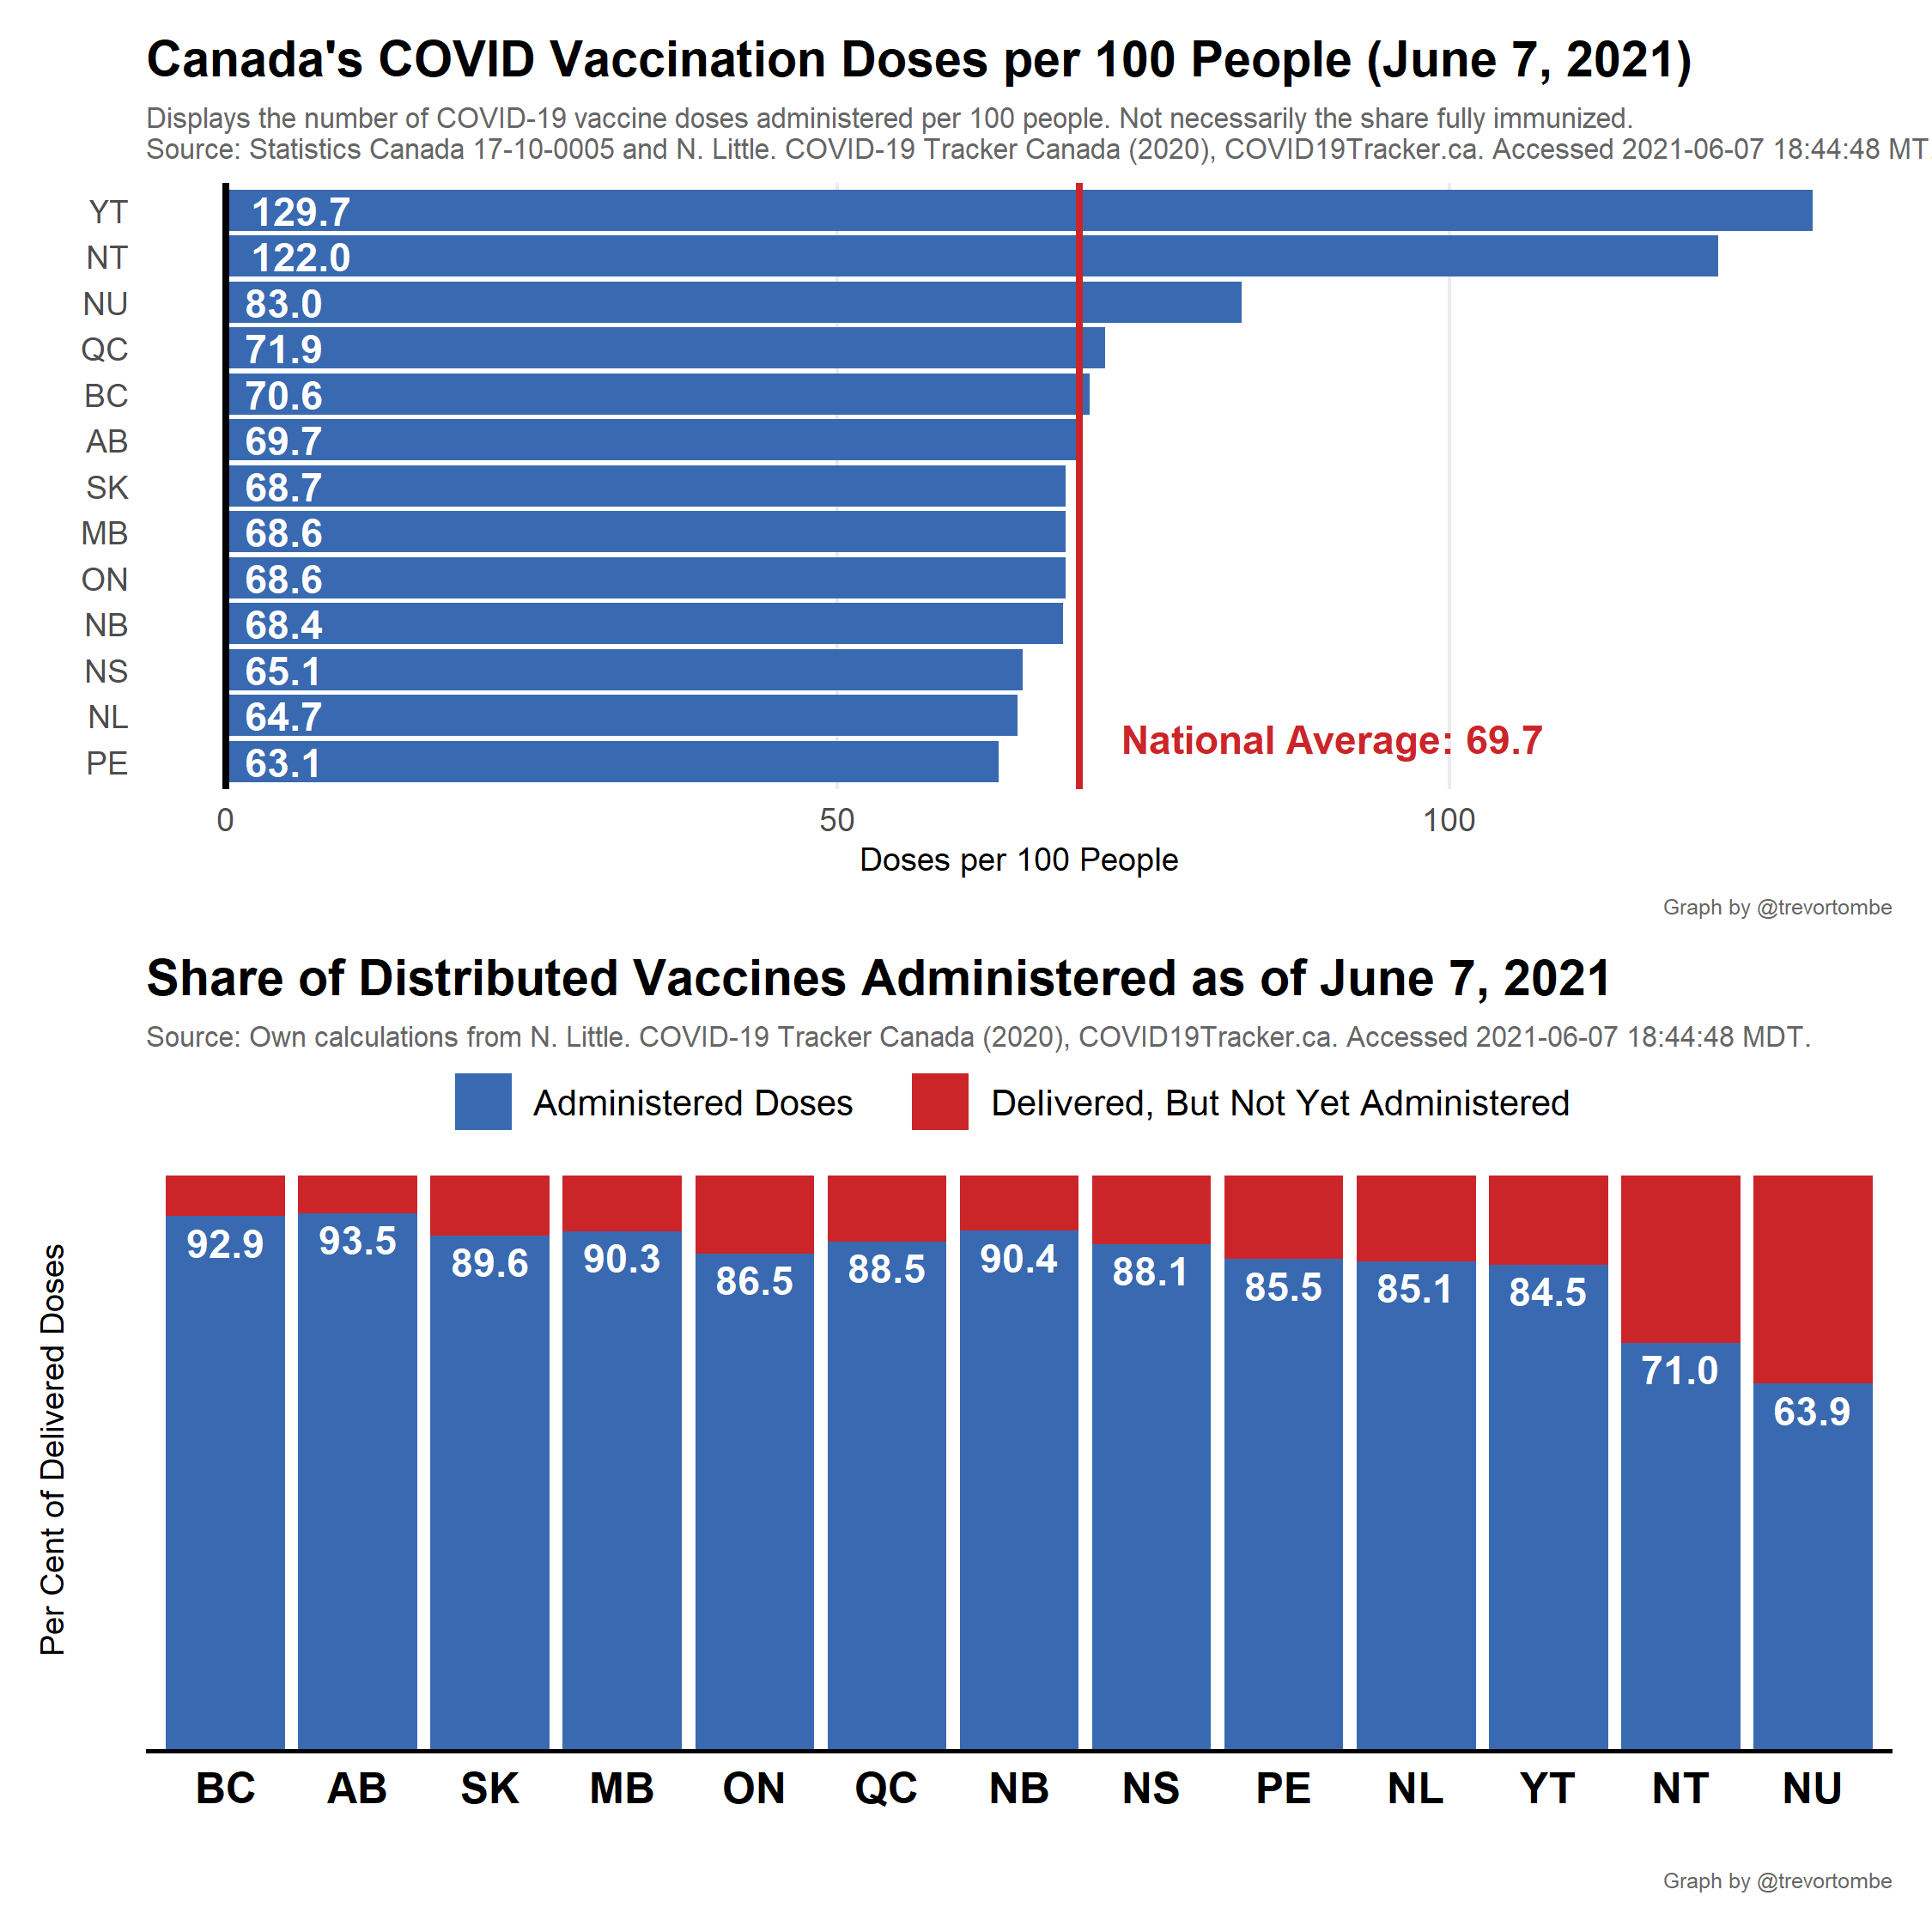 Canada's COVID Vaccination Doses per 100 People (June 7, 2021)
Displays the number of COVID-19 vaccine doses administered per 100 people. Not necessarily the share fully immunized.
Source: Statistics Canada 17-10-0005 and N. Little. COVID-19 Tracker Canada (2020), COVID19Tracker.ca. Accessed 2021-06-07 18:44:48 MT
YT 129.7
NT 122.0
NU 83.0
QC 71.9
BC 70.6
AB 69.7
SK 68.7
MB 68.6
ON 68.6
NB 68.4
NS 65.1
NL 64.7
PE 63.1
National Average: 69.7
0 50 100
Doses per 100 People
Graph by @trevortombe
Share of Distributed Vaccines Administered as of June 7, 2021
Source: Own calculations from N. Little. COVID-19 Tracker Canada (2020), COVID19Tracker.ca. Accessed 2021-06-07 18:44:48 MDT.
Administered Doses Delivered, But Not Yet Administered
Per Cent of Delivered Doses
92.9 93.5 89.6 90.3 86.5 88.5 90.4 88.1 85.5 85.1 84.5 71.0 63.9
BC AB SK MB ON QC NB NS PE NL YT NT NU
Graph by @trevortombe